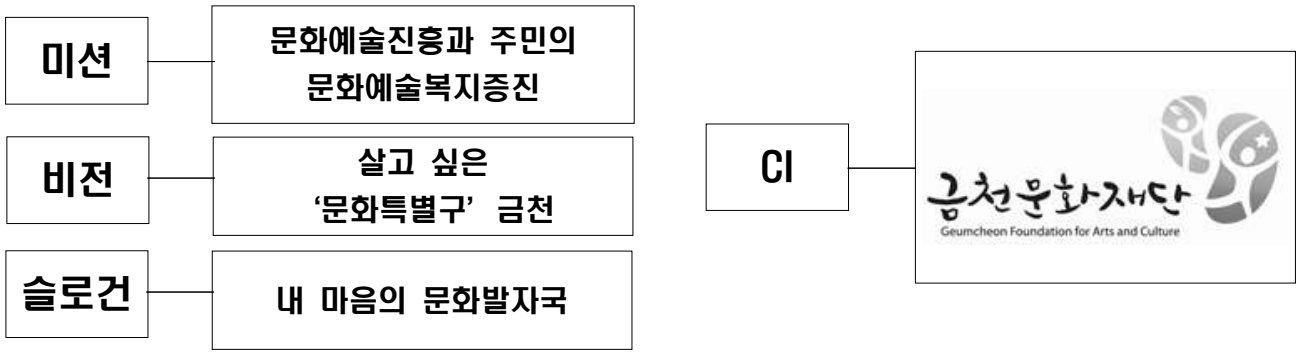 미션
문화예술진흥과 주민의
문화예술복지증진
비전
살고 싶은
‘문화특별구’ 금천
슬로건
내 마음의 문화발자국
CI
금천문화재단
Geumcheon Foundation for Arts and Culture